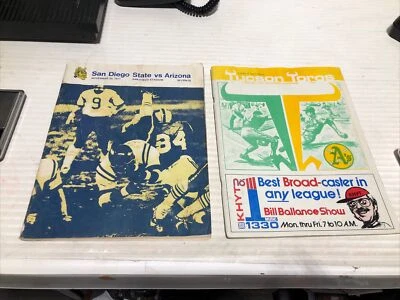 San Diego State vs Arizona
9
34
Tucson Toros
A's
Best Broad-caster in
any league!
Bill Ballance Show
KHYT
1330
Mon. thru Fri. 7 to 10 A.M.